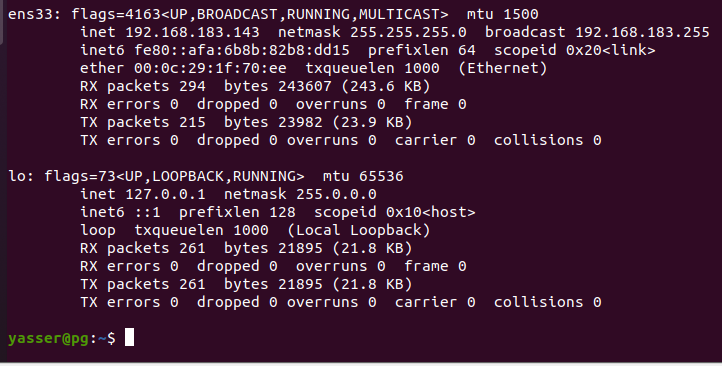 ens33: flags=4163<UP,BROADCAST,RUNNING,MULTICAST>  mtu 1500
        inet 192.168.183.143  netmask 255.255.255.0  broadcast 192.168.183.255
        inet6 fe80::afa:6b8b:82b8:dd15  prefixlen 64  scopeid 0x20<link>
        ether 00:0c:29:1f:70:ee  txqueuelen 1000  (Ethernet)
        RX packets 294  bytes 243607 (243.6 KB)
        RX errors 0  dropped 0  overruns 0  frame 0
        TX packets 215  bytes 23982 (23.9 KB)
        TX errors 0  dropped 0 overruns 0  carrier 0  collisions 0

lo: flags=73<UP,LOOPBACK,RUNNING>  mtu 65536
        inet 127.0.0.1  netmask 255.0.0.0
        inet6 ::1  prefixlen 128  scopeid 0x10<host>
        loop  txqueuelen 1000  (Local Loopback)
        RX packets 261  bytes 21895 (21.8 KB)
        RX errors 0  dropped 0  overruns 0  frame 0
        TX packets 261  bytes 21895 (21.8 KB)
        TX errors 0  dropped 0 overruns 0  carrier 0  collisions 0

yasser@pg:~$